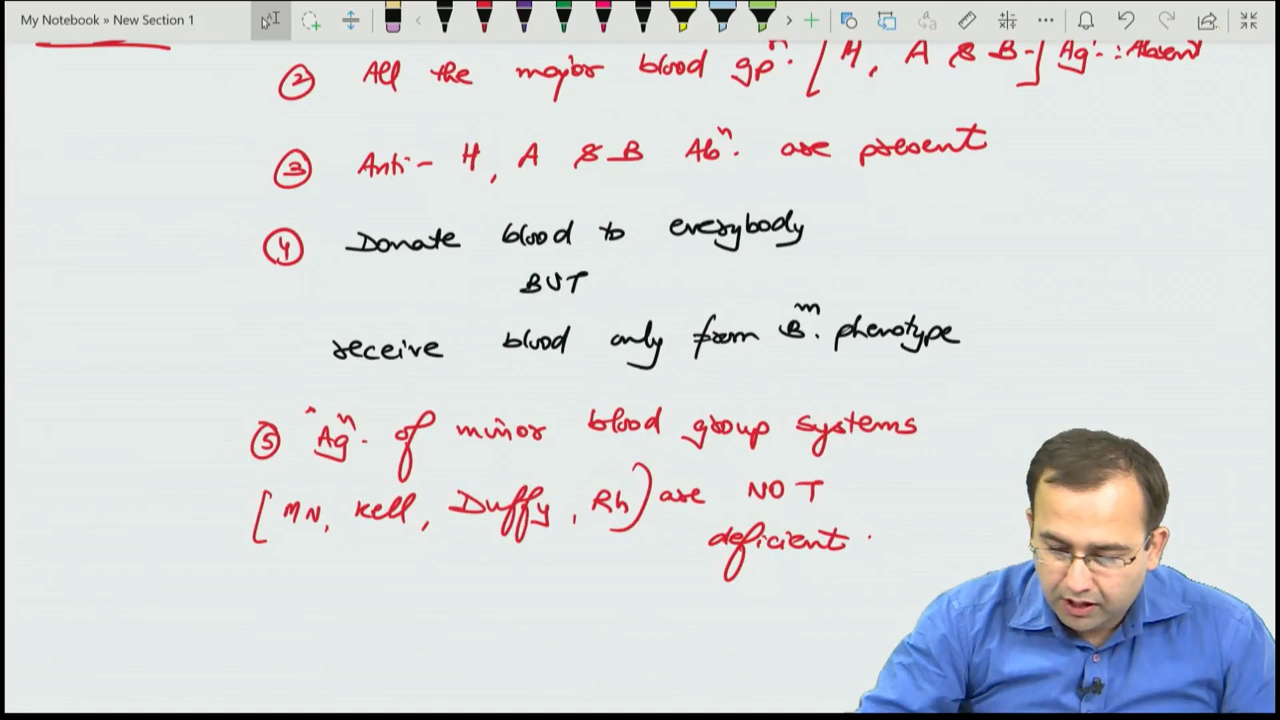 My Notebook » New Section 1
② All the major blood gpⁿ. [H, A & B-] Ag. : Absent
③ Anti- H, A & B Abⁿ. are present
④ Donate blood to everybody
BUT
receive blood only from Bᵐ. phenotype
⑤ Agⁿ. of minor blood group systems
[MN, Kell, Duffy, Rh) are NOT
deficient.